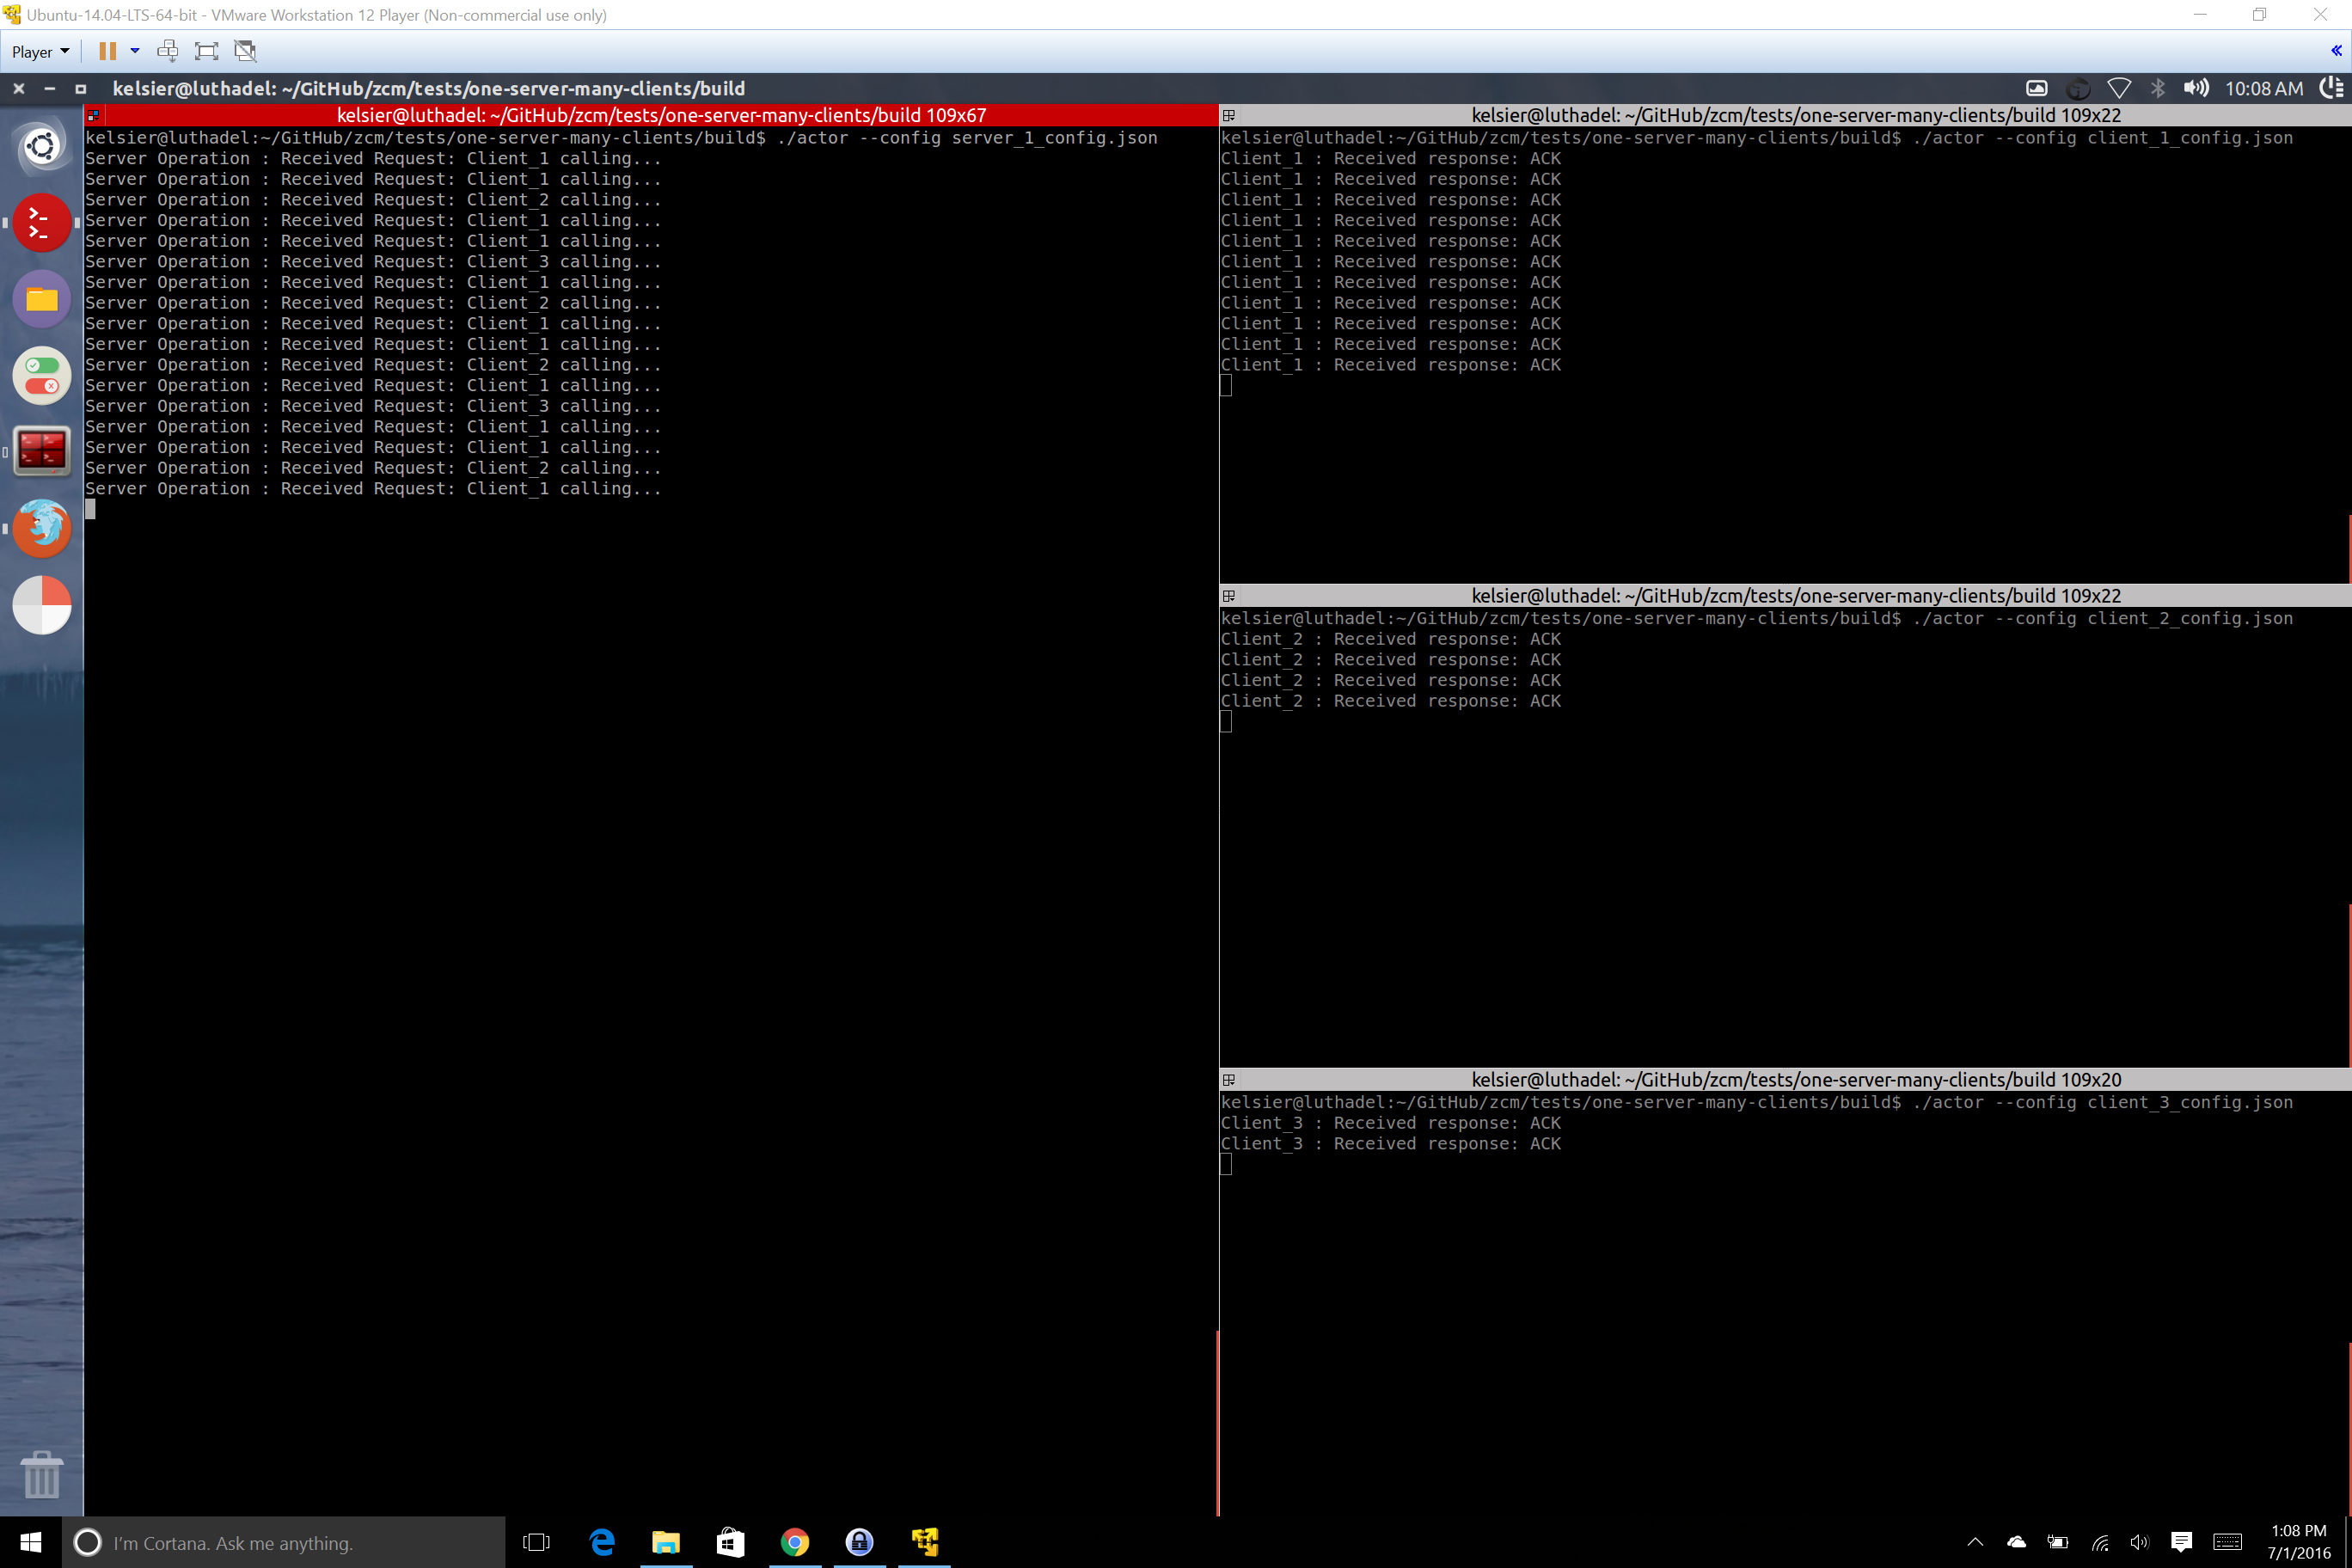 Ubuntu-14.04-LTS-64-bit - VMware Workstation 12 Player (Non-commercial use only)
Player
kelsier@luthadel: ~/GitHub/zcm/tests/one-server-many-clients/build
10:08 AM
kelsier@luthadel: ~/GitHub/zcm/tests/one-server-many-clients/build 109x67
kelsier@luthadel:~/GitHub/zcm/tests/one-server-many-clients/build$ ./actor --config server_1_config.json
Server Operation : Received Request: Client_1 calling...
Server Operation : Received Request: Client_1 calling...
Server Operation : Received Request: Client_2 calling...
Server Operation : Received Request: Client_1 calling...
Server Operation : Received Request: Client_1 calling...
Server Operation : Received Request: Client_3 calling...
Server Operation : Received Request: Client_1 calling...
Server Operation : Received Request: Client_2 calling...
Server Operation : Received Request: Client_1 calling...
Server Operation : Received Request: Client_1 calling...
Server Operation : Received Request: Client_2 calling...
Server Operation : Received Request: Client_1 calling...
Server Operation : Received Request: Client_3 calling...
Server Operation : Received Request: Client_1 calling...
Server Operation : Received Request: Client_1 calling...
Server Operation : Received Request: Client_2 calling...
Server Operation : Received Request: Client_1 calling...
kelsier@luthadel: ~/GitHub/zcm/tests/one-server-many-clients/build 109x22
kelsier@luthadel:~/GitHub/zcm/tests/one-server-many-clients/build$ ./actor --config client_1_config.json
Client_1 : Received response: ACK
Client_1 : Received response: ACK
Client_1 : Received response: ACK
Client_1 : Received response: ACK
Client_1 : Received response: ACK
Client_1 : Received response: ACK
Client_1 : Received response: ACK
Client_1 : Received response: ACK
Client_1 : Received response: ACK
Client_1 : Received response: ACK
Client_1 : Received response: ACK
kelsier@luthadel: ~/GitHub/zcm/tests/one-server-many-clients/build 109x22
kelsier@luthadel:~/GitHub/zcm/tests/one-server-many-clients/build$ ./actor --config client_2_config.json
Client_2 : Received response: ACK
Client_2 : Received response: ACK
Client_2 : Received response: ACK
Client_2 : Received response: ACK
kelsier@luthadel: ~/GitHub/zcm/tests/one-server-many-clients/build 109x20
kelsier@luthadel:~/GitHub/zcm/tests/one-server-many-clients/build$ ./actor --config client_3_config.json
Client_3 : Received response: ACK
Client_3 : Received response: ACK
I'm Cortana. Ask me anything.
1:08 PM
7/1/2016